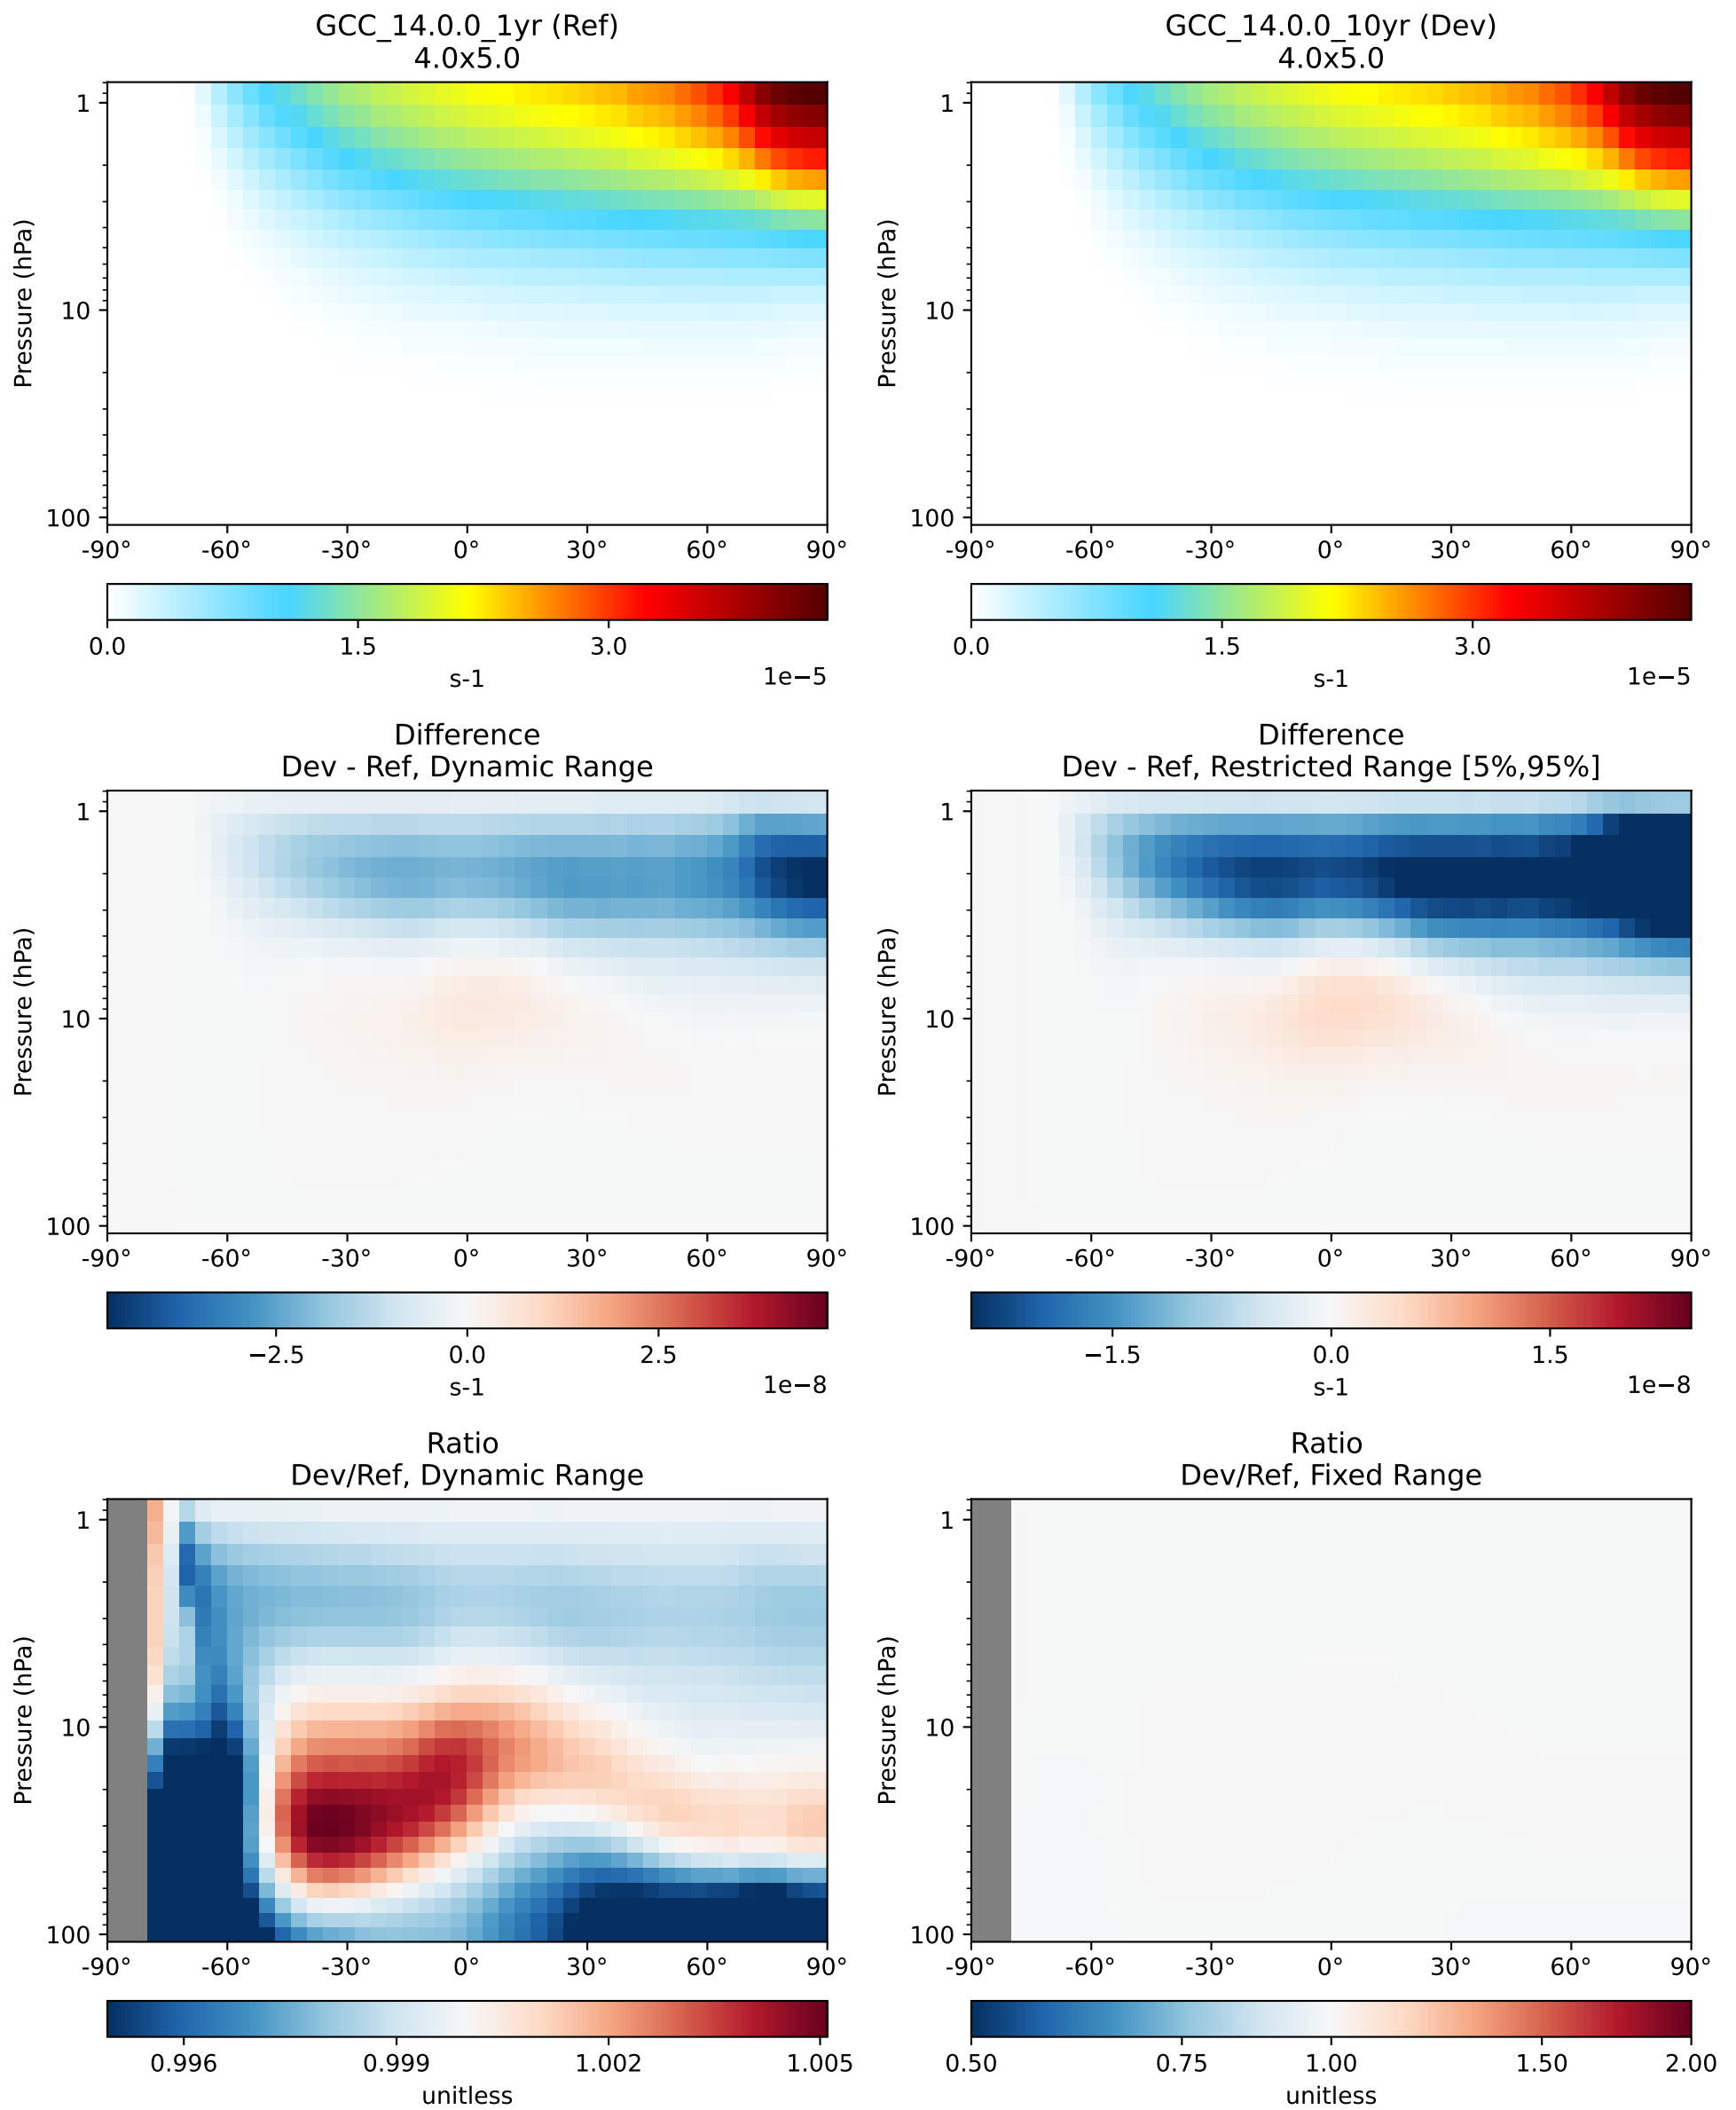 GCC_14.0.0_1yr (Ref)
4.0x5.0
Pressure (hPa)
1
10
100
-90° -60° -30° 0° 30° 60° 90°
0.0 1.5 3.0
s-1
1e−5
GCC_14.0.0_10yr (Dev)
4.0x5.0
Pressure (hPa)
1
10
100
-90° -60° -30° 0° 30° 60° 90°
0.0 1.5 3.0
s-1
1e−5
Difference
Dev - Ref, Dynamic Range
Pressure (hPa)
1
10
100
-90° -60° -30° 0° 30° 60° 90°
−2.5 0.0 2.5
s-1
1e−8
Difference
Dev - Ref, Restricted Range [5%,95%]
Pressure (hPa)
1
10
100
-90° -60° -30° 0° 30° 60° 90°
−1.5 0.0 1.5
s-1
1e−8
Ratio
Dev/Ref, Dynamic Range
Pressure (hPa)
1
10
100
-90° -60° -30° 0° 30° 60° 90°
0.996 0.999 1.002 1.005
unitless
Ratio
Dev/Ref, Fixed Range
Pressure (hPa)
1
10
100
-90° -60° -30° 0° 30° 60° 90°
0.50 0.75 1.00 1.50 2.00
unitless